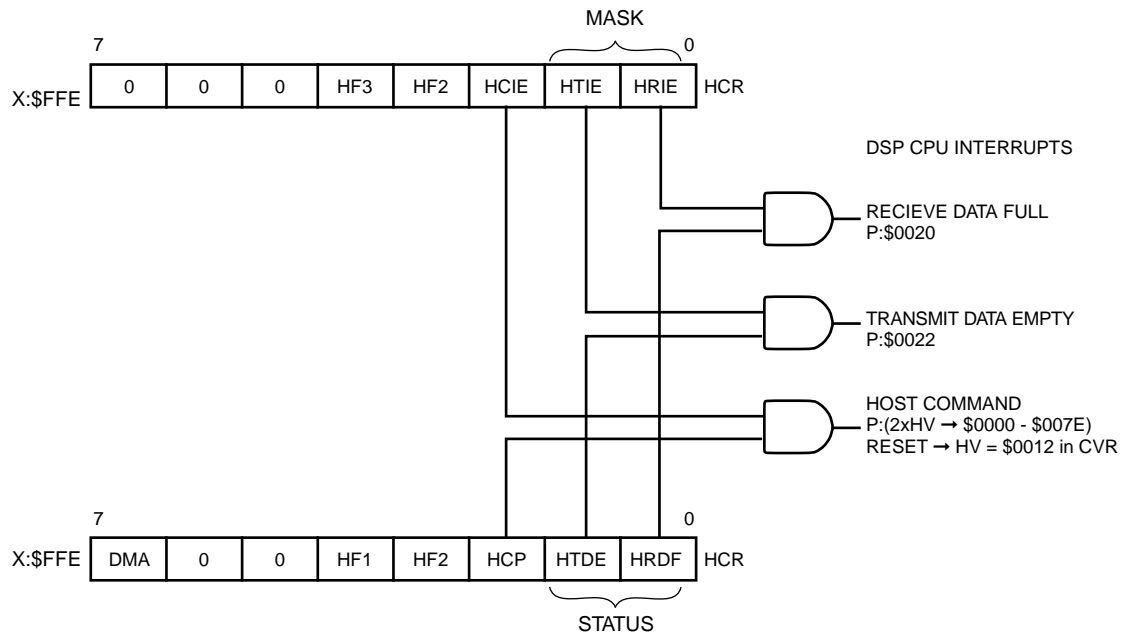 MASK
7 0
X:$FFE 0 0 0 HF3 HF2 HCIE HTIE HRIE HCR
DSP CPU INTERRUPTS
RECIEVE DATA FULL
P:$0020
TRANSMIT DATA EMPTY
P:$0022
HOST COMMAND
P:(2xHV → $0000 - $007E)
RESET → HV = $0012 in CVR
7 0
X:$FFE DMA 0 0 HF1 HF2 HCP HTDE HRDF HCR
STATUS